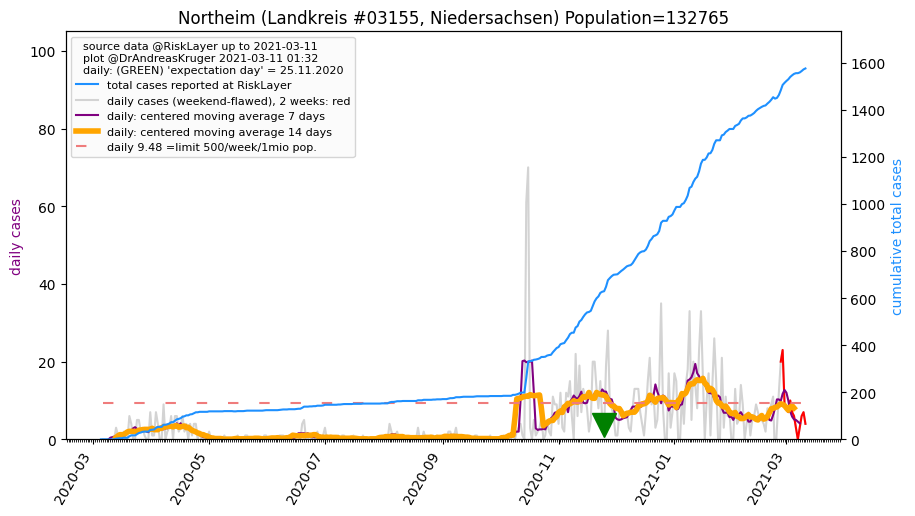 Northeim (Landkreis #03155, Niedersachsen) Population=132765
source data @RiskLayer up to 2021-03-11
plot @DrAndreasKruger 2021-03-11 01:32
daily: (GREEN) 'expectation day' = 25.11.2020
total cases reported at RiskLayer
daily cases (weekend-flawed), 2 weeks: red
daily: centered moving average 7 days
daily: centered moving average 14 days
daily 9.48 =limit 500/week/1mio pop.
daily cases
100
80
60
40
20
0
cumulative total cases
1600
1400
1200
1000
800
600
400
200
0
2020-03
2020-05
2020-07
2020-09
2020-11
2021-01
2021-03